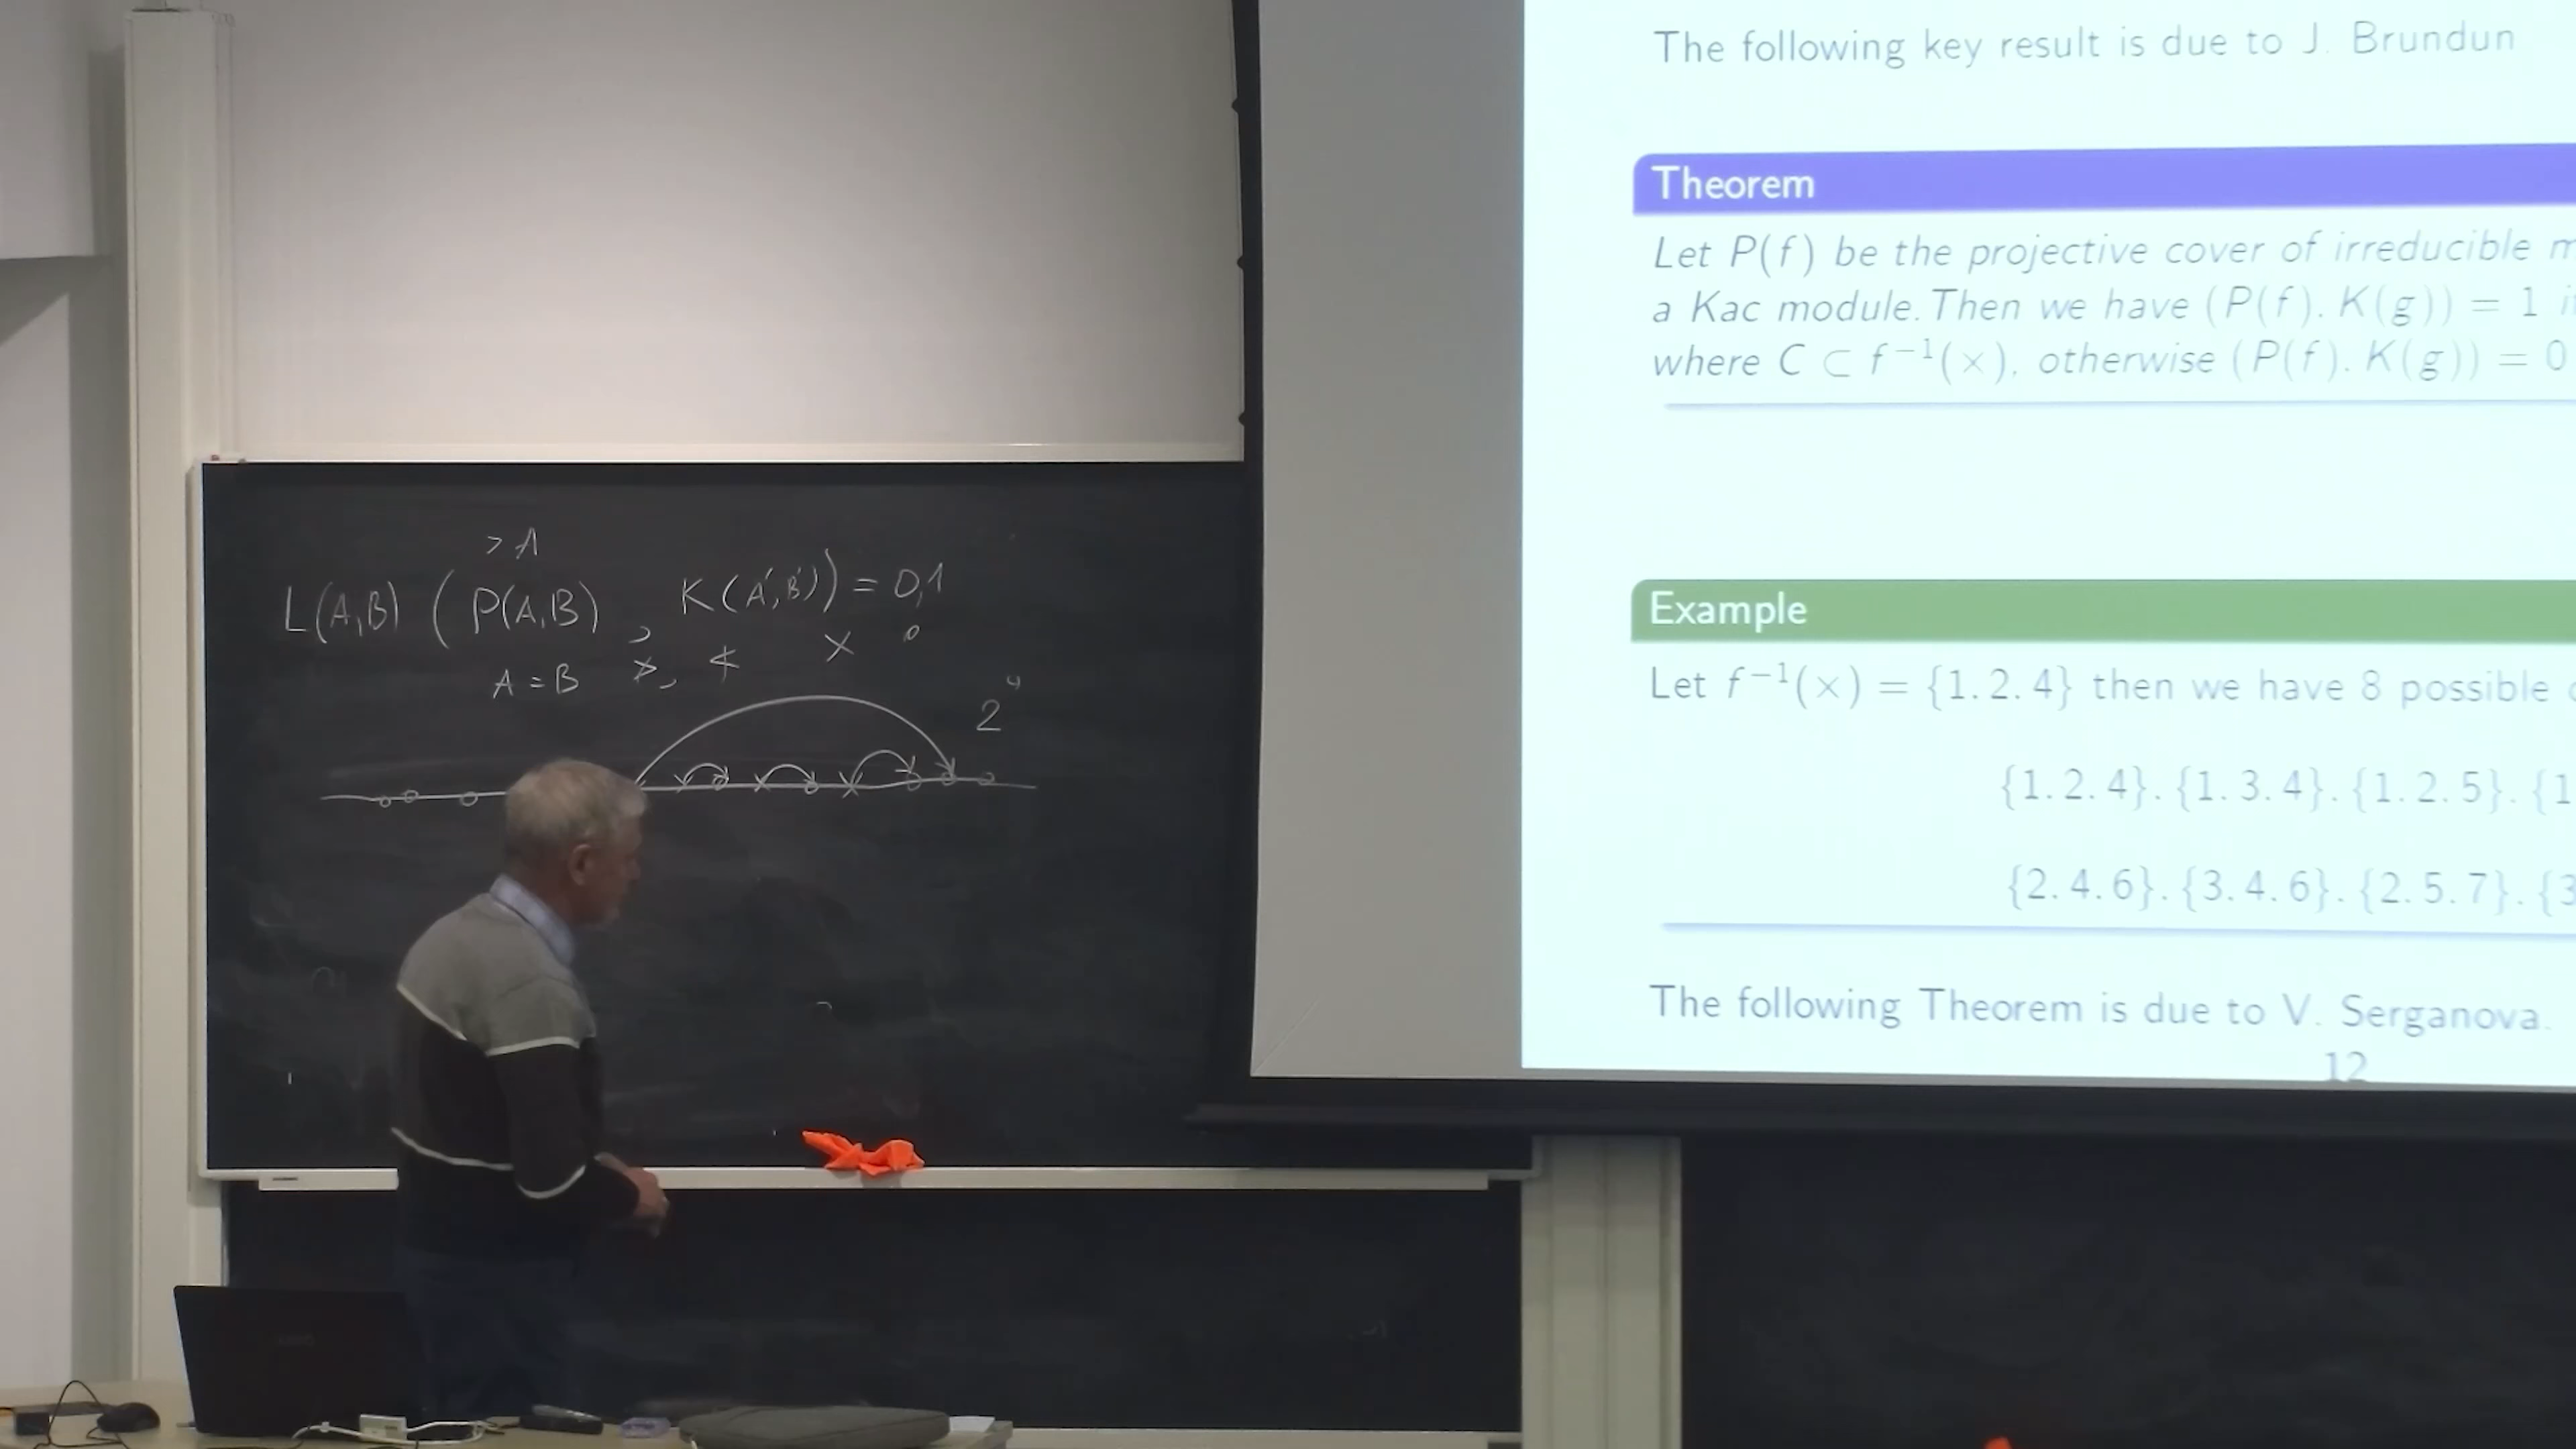 > A
L(A,B) ( P(A,B) , K(A',B')) = 0,1
A = B
×
2⁴
The following key result is due to J. Brundun
Theorem
Let P(f) be the projective cover of irreducible
a Kac module. Then we have (P(f), K(g)) = 1
where C ⊂ f⁻¹(×), otherwise (P(f), K(g)) = 0
Example
Let f⁻¹(×) = {1, 2, 4} then we have 8 possible
{1, 2, 4}, {1, 3, 4}, {1, 2, 5}, {1
{2, 4, 6}, {3, 4, 6}, {2, 5, 7}, {3
The following Theorem is due to V. Serganova.
12